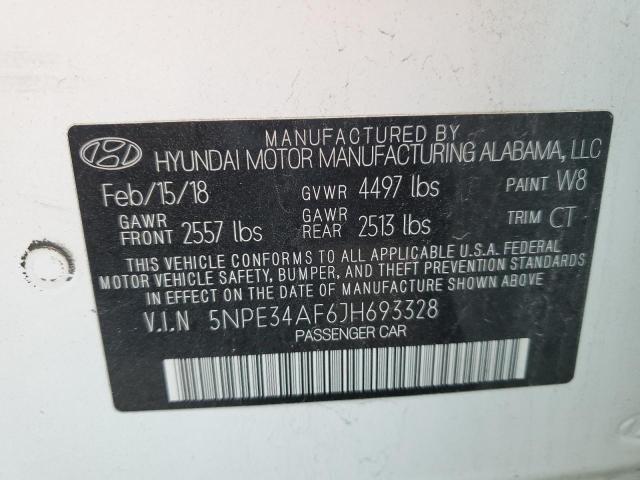 MANUFACTURED BY
HYUNDAI MOTOR MANUFACTURING ALABAMA, LLC
Feb/15/18 GVWR 4497 lbs PAINT W8
GAWR FRONT 2557 lbs GAWR REAR 2513 lbs TRIM CT
THIS VEHICLE CONFORMS TO ALL APPLICABLE U.S.A. FEDERAL
MOTOR VEHICLE SAFETY, BUMPER, AND THEFT PREVENTION STANDARDS
IN EFFECT ON THE DATE OF MANUFACTURE SHOWN ABOVE.
V.I.N 5NPE34AF6JH693328
PASSENGER CAR